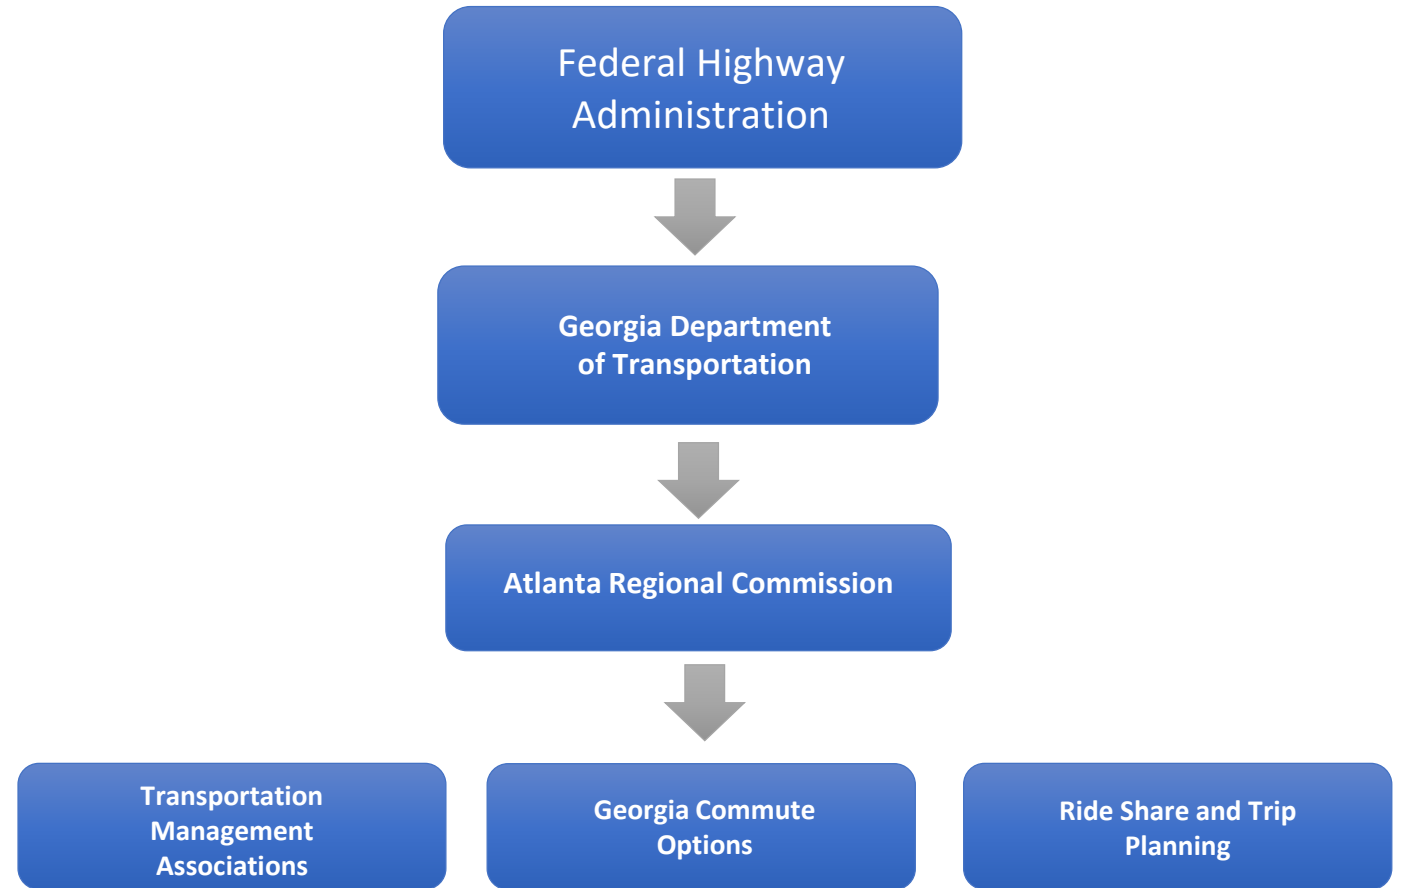 Federal Highway
Administration
Georgia Department
of Transportation
Atlanta Regional Commission
Transportation
Management
Associations
Georgia Commute
Options
Ride Share and Trip
Planning